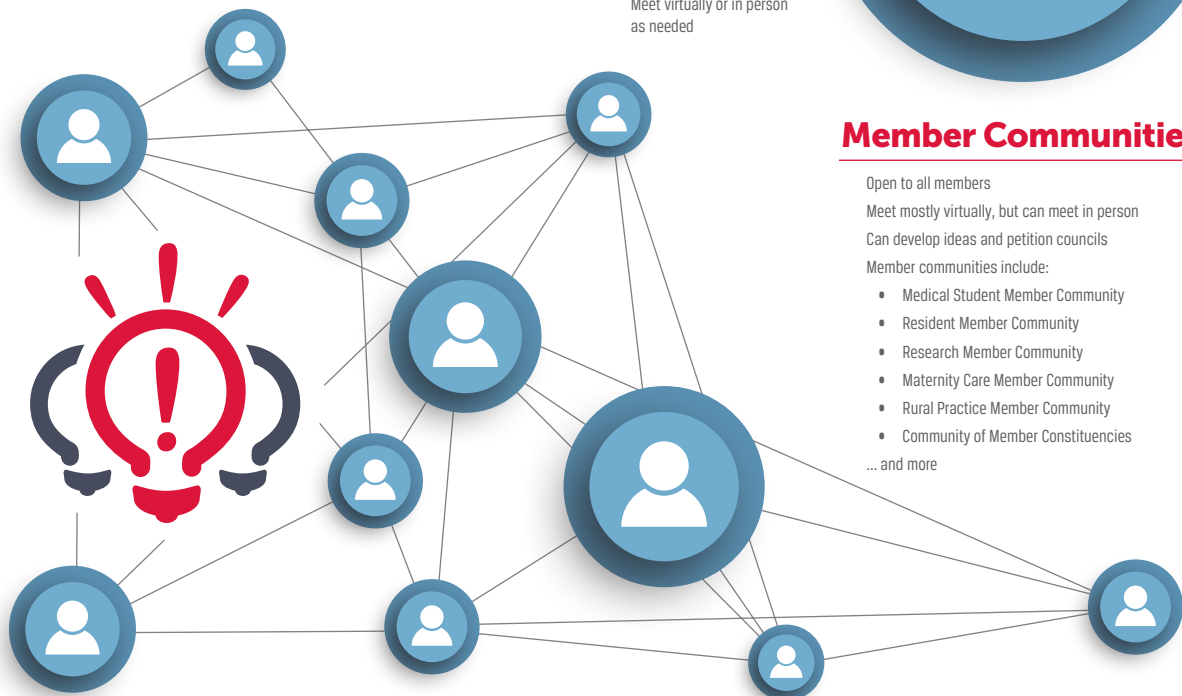 Meet virtually or in person
as needed
Member Communitie
Open to all members
Meet mostly virtually, but can meet in person
Can develop ideas and petition councils
Member communities include:
• Medical Student Member Community
• Resident Member Community
• Research Member Community
• Maternity Care Member Community
• Rural Practice Member Community
• Community of Member Constituencies
... and more